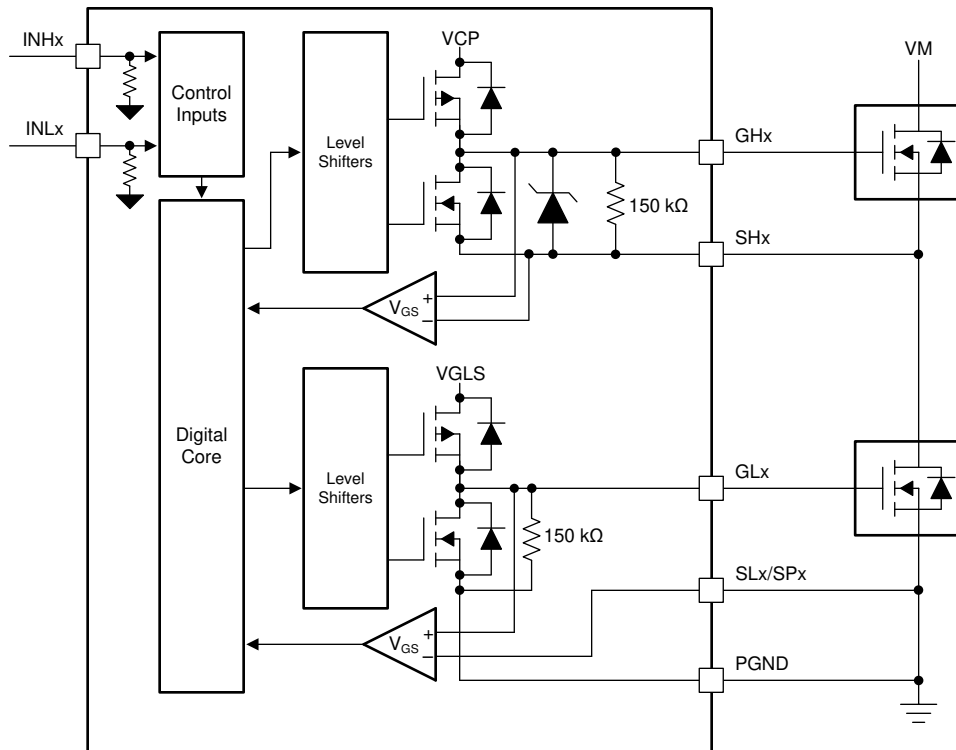 INHx
INLx
Control
Inputs
Level
Shifters
VCP
VM
GHx
150 kΩ
SHx
VGS
+
−
Digital
Core
Level
Shifters
VGLS
GLx
150 kΩ
SLx/SPx
VGS
+
−
PGND